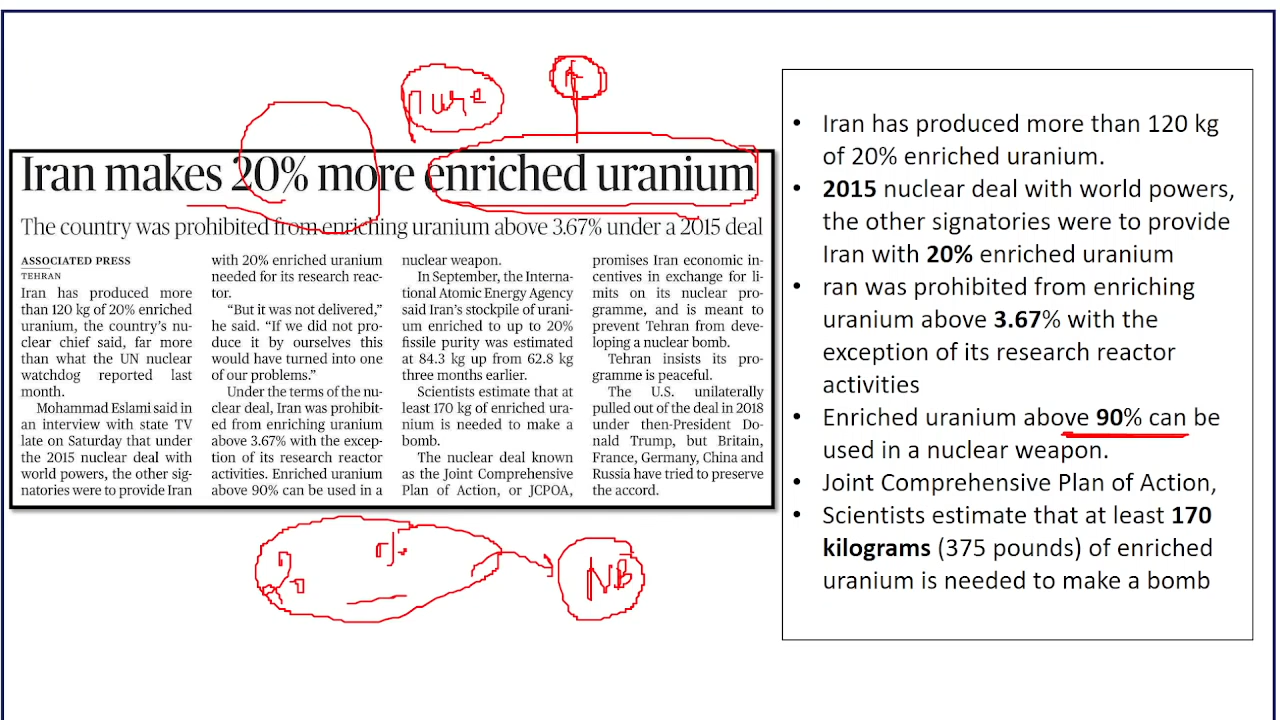 Iran makes 20% more enriched uranium
The country was prohibited from enriching uranium above 3.67% under a 2015 deal
ASSOCIATED PRESS
TEHRAN
Iran has produced more
than 120 kg of 20% enriched
uranium, the country's nu-
clear chief said, far more
than what the UN nuclear
watchdog reported last
month.
Mohammad Eslami said in
an interview with state TV
late on Saturday that under
the 2015 nuclear deal with
world powers, the other sig-
natories were to provide Iran
with 20% enriched uranium
needed for its research reac-
tor.
"But it was not delivered,"
he said. "If we did not pro-
duce it by ourselves this
would have turned into one
of our problems."
Under the terms of the nu-
clear deal, Iran was prohibit-
ed from enriching uranium
above 3.67% with the excep-
tion of its research reactor
activities. Enriched uranium
above 90% can be used in a
nuclear weapon.
In September, the Interna-
tional Atomic Energy Agency
said Iran's stockpile of urani-
um enriched to up to 20%
fissile purity was estimated
at 84.3 kg up from 62.8 kg
three months earlier.
Scientists estimate that at
least 170 kg of enriched ura-
nium is needed to make a
bomb.
The nuclear deal known
as the Joint Comprehensive
Plan of Action, or JCPOA,
promises Iran economic in-
centives in exchange for li-
mits on its nuclear pro-
gramme, and is meant to
prevent Tehran from deve-
loping a nuclear bomb.
Tehran insists its pro-
gramme is peaceful.
The U.S. unilaterally
pulled out of the deal in 2018
under then-President Do-
nald Trump, but Britain,
France, Germany, China and
Russia have tried to preserve
the accord.
NB
• Iran has produced more than 120 kg
of 20% enriched uranium.
• 2015 nuclear deal with world powers,
the other signatories were to provide
Iran with 20% enriched uranium
• ran was prohibited from enriching
uranium above 3.67% with the
exception of its research reactor
activities
• Enriched uranium above 90% can be
used in a nuclear weapon.
• Joint Comprehensive Plan of Action,
• Scientists estimate that at least 170
kilograms (375 pounds) of enriched
uranium is needed to make a bomb